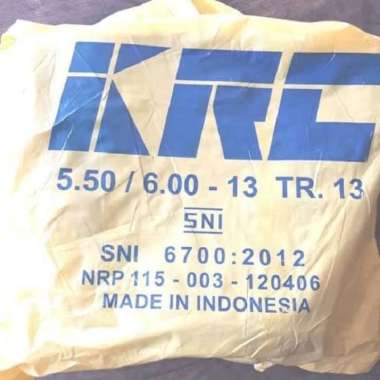 KRC
5.50 / 6.00 - 13 TR. 13
SNI
SNI 6700:2012
NRP 115 - 003 - 120406
MADE IN INDONESIA